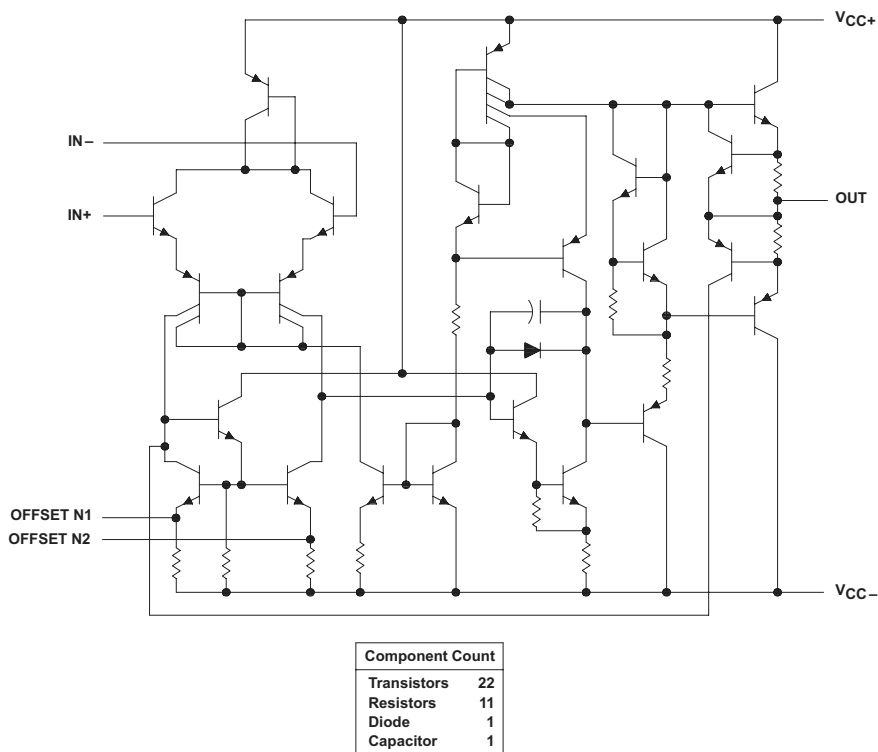 VCC+
IN−
IN+
OUT
OFFSET N1
OFFSET N2
VCC−
Component Count
Transistors 22
Resistors 11
Diode 1
Capacitor 1